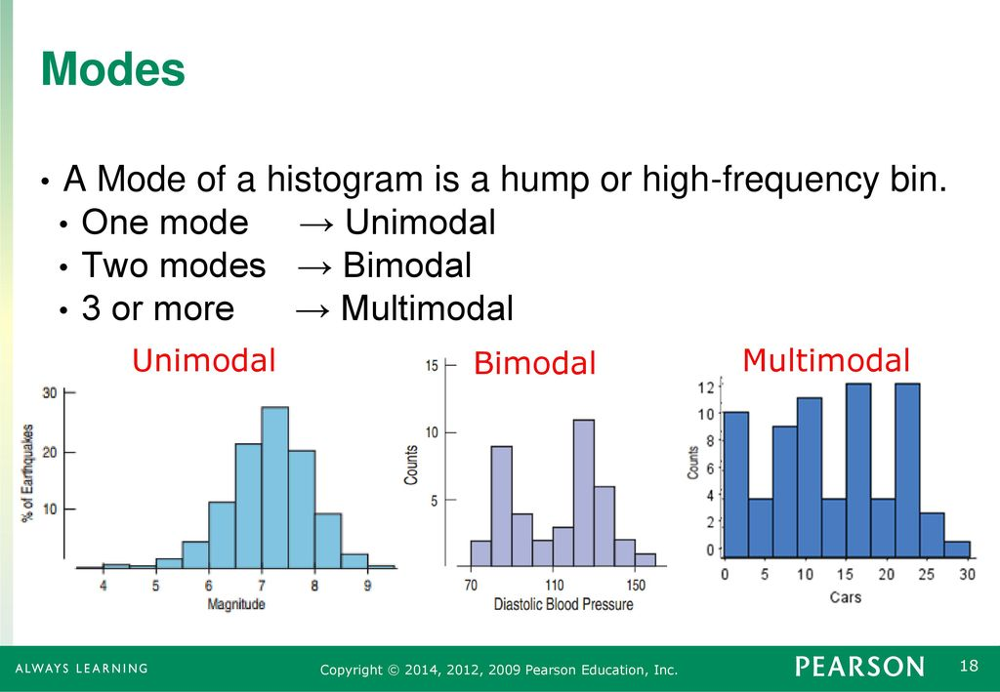 Modes
• A Mode of a histogram is a hump or high-frequency bin.
• One mode → Unimodal
• Two modes → Bimodal
• 3 or more → Multimodal
Unimodal
30
20
10
% of Earthquakes
4 5 6 7 8 9
Magnitude
Bimodal
15
10
5
Counts
70 110 150
Diastolic Blood Pressure
Multimodal
12
10
8
6
4
2
0
Counts
0 5 10 15 20 25 30
Cars
ALWAYS LEARNING
Copyright © 2014, 2012, 2009 Pearson Education, Inc.
PEARSON
18